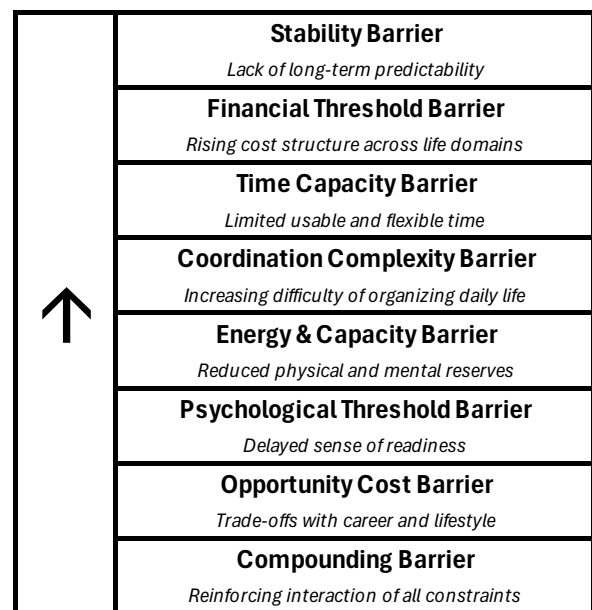 Stability Barrier
Lack of long-term predictability
Financial Threshold Barrier
Rising cost structure across life domains
Time Capacity Barrier
Limited usable and flexible time
Coordination Complexity Barrier
Increasing difficulty of organizing daily life
Energy & Capacity Barrier
Reduced physical and mental reserves
Psychological Threshold Barrier
Delayed sense of readiness
Opportunity Cost Barrier
Trade-offs with career and lifestyle
Compounding Barrier
Reinforcing interaction of all constraints